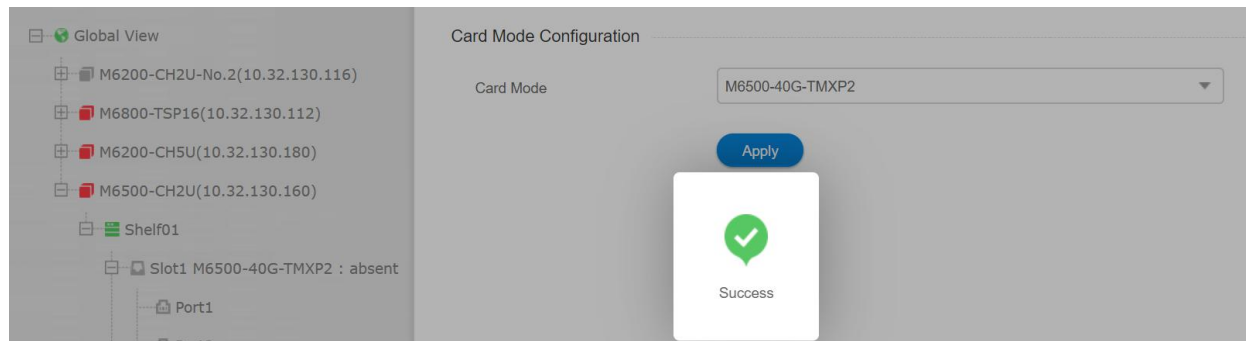 Global View
M6200-CH2U-No.2(10.32.130.116)
M6800-TSP16(10.32.130.112)
M6200-CH5U(10.32.130.180)
M6500-CH2U(10.32.130.160)
Shelf01
Slot1 M6500-40G-TMXP2 : absent
Port1
Card Mode Configuration
Card Mode
M6500-40G-TMXP2
Apply
Success